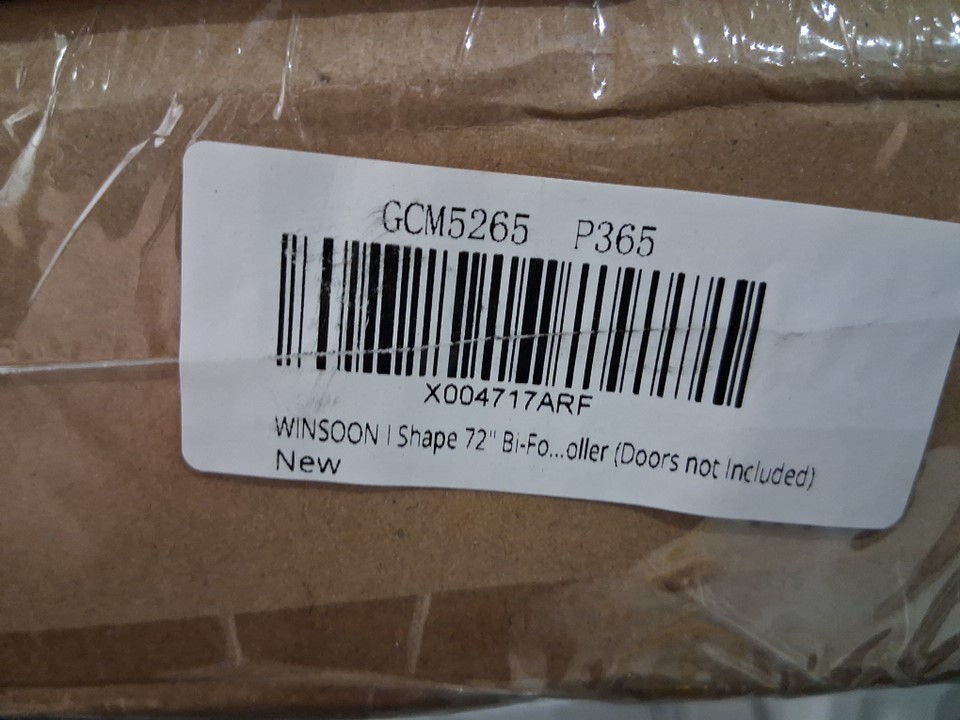 GCM5265 P365
X004717ARF
WINSOON I Shape 72" Bi-Fo...oller (Doors not Included)
New